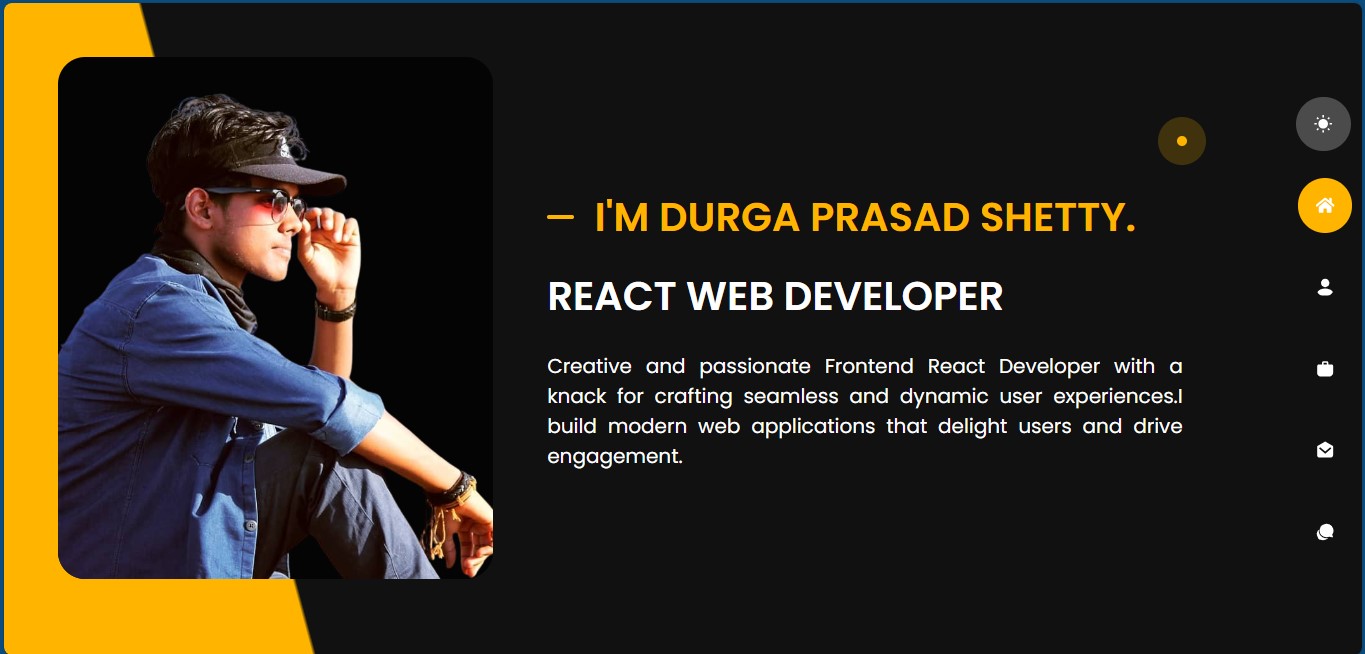 — I'M DURGA PRASAD SHETTY.
REACT WEB DEVELOPER
Creative and passionate Frontend React Developer with a
knack for crafting seamless and dynamic user experiences.I
build modern web applications that delight users and drive
engagement.